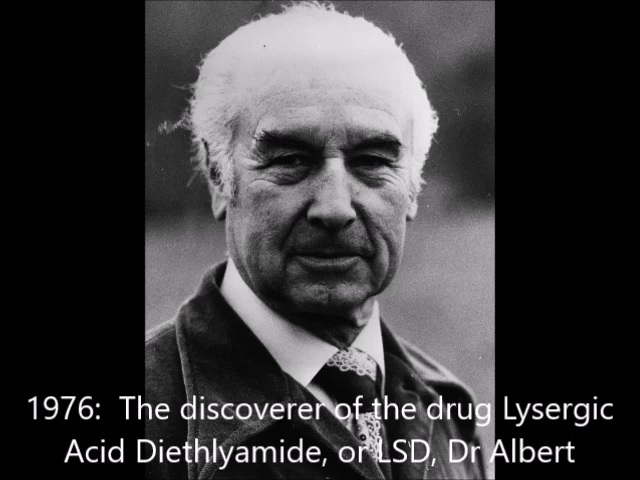 1976:  The discoverer of the drug Lysergic
Acid Diethlyamide, or LSD, Dr Albert